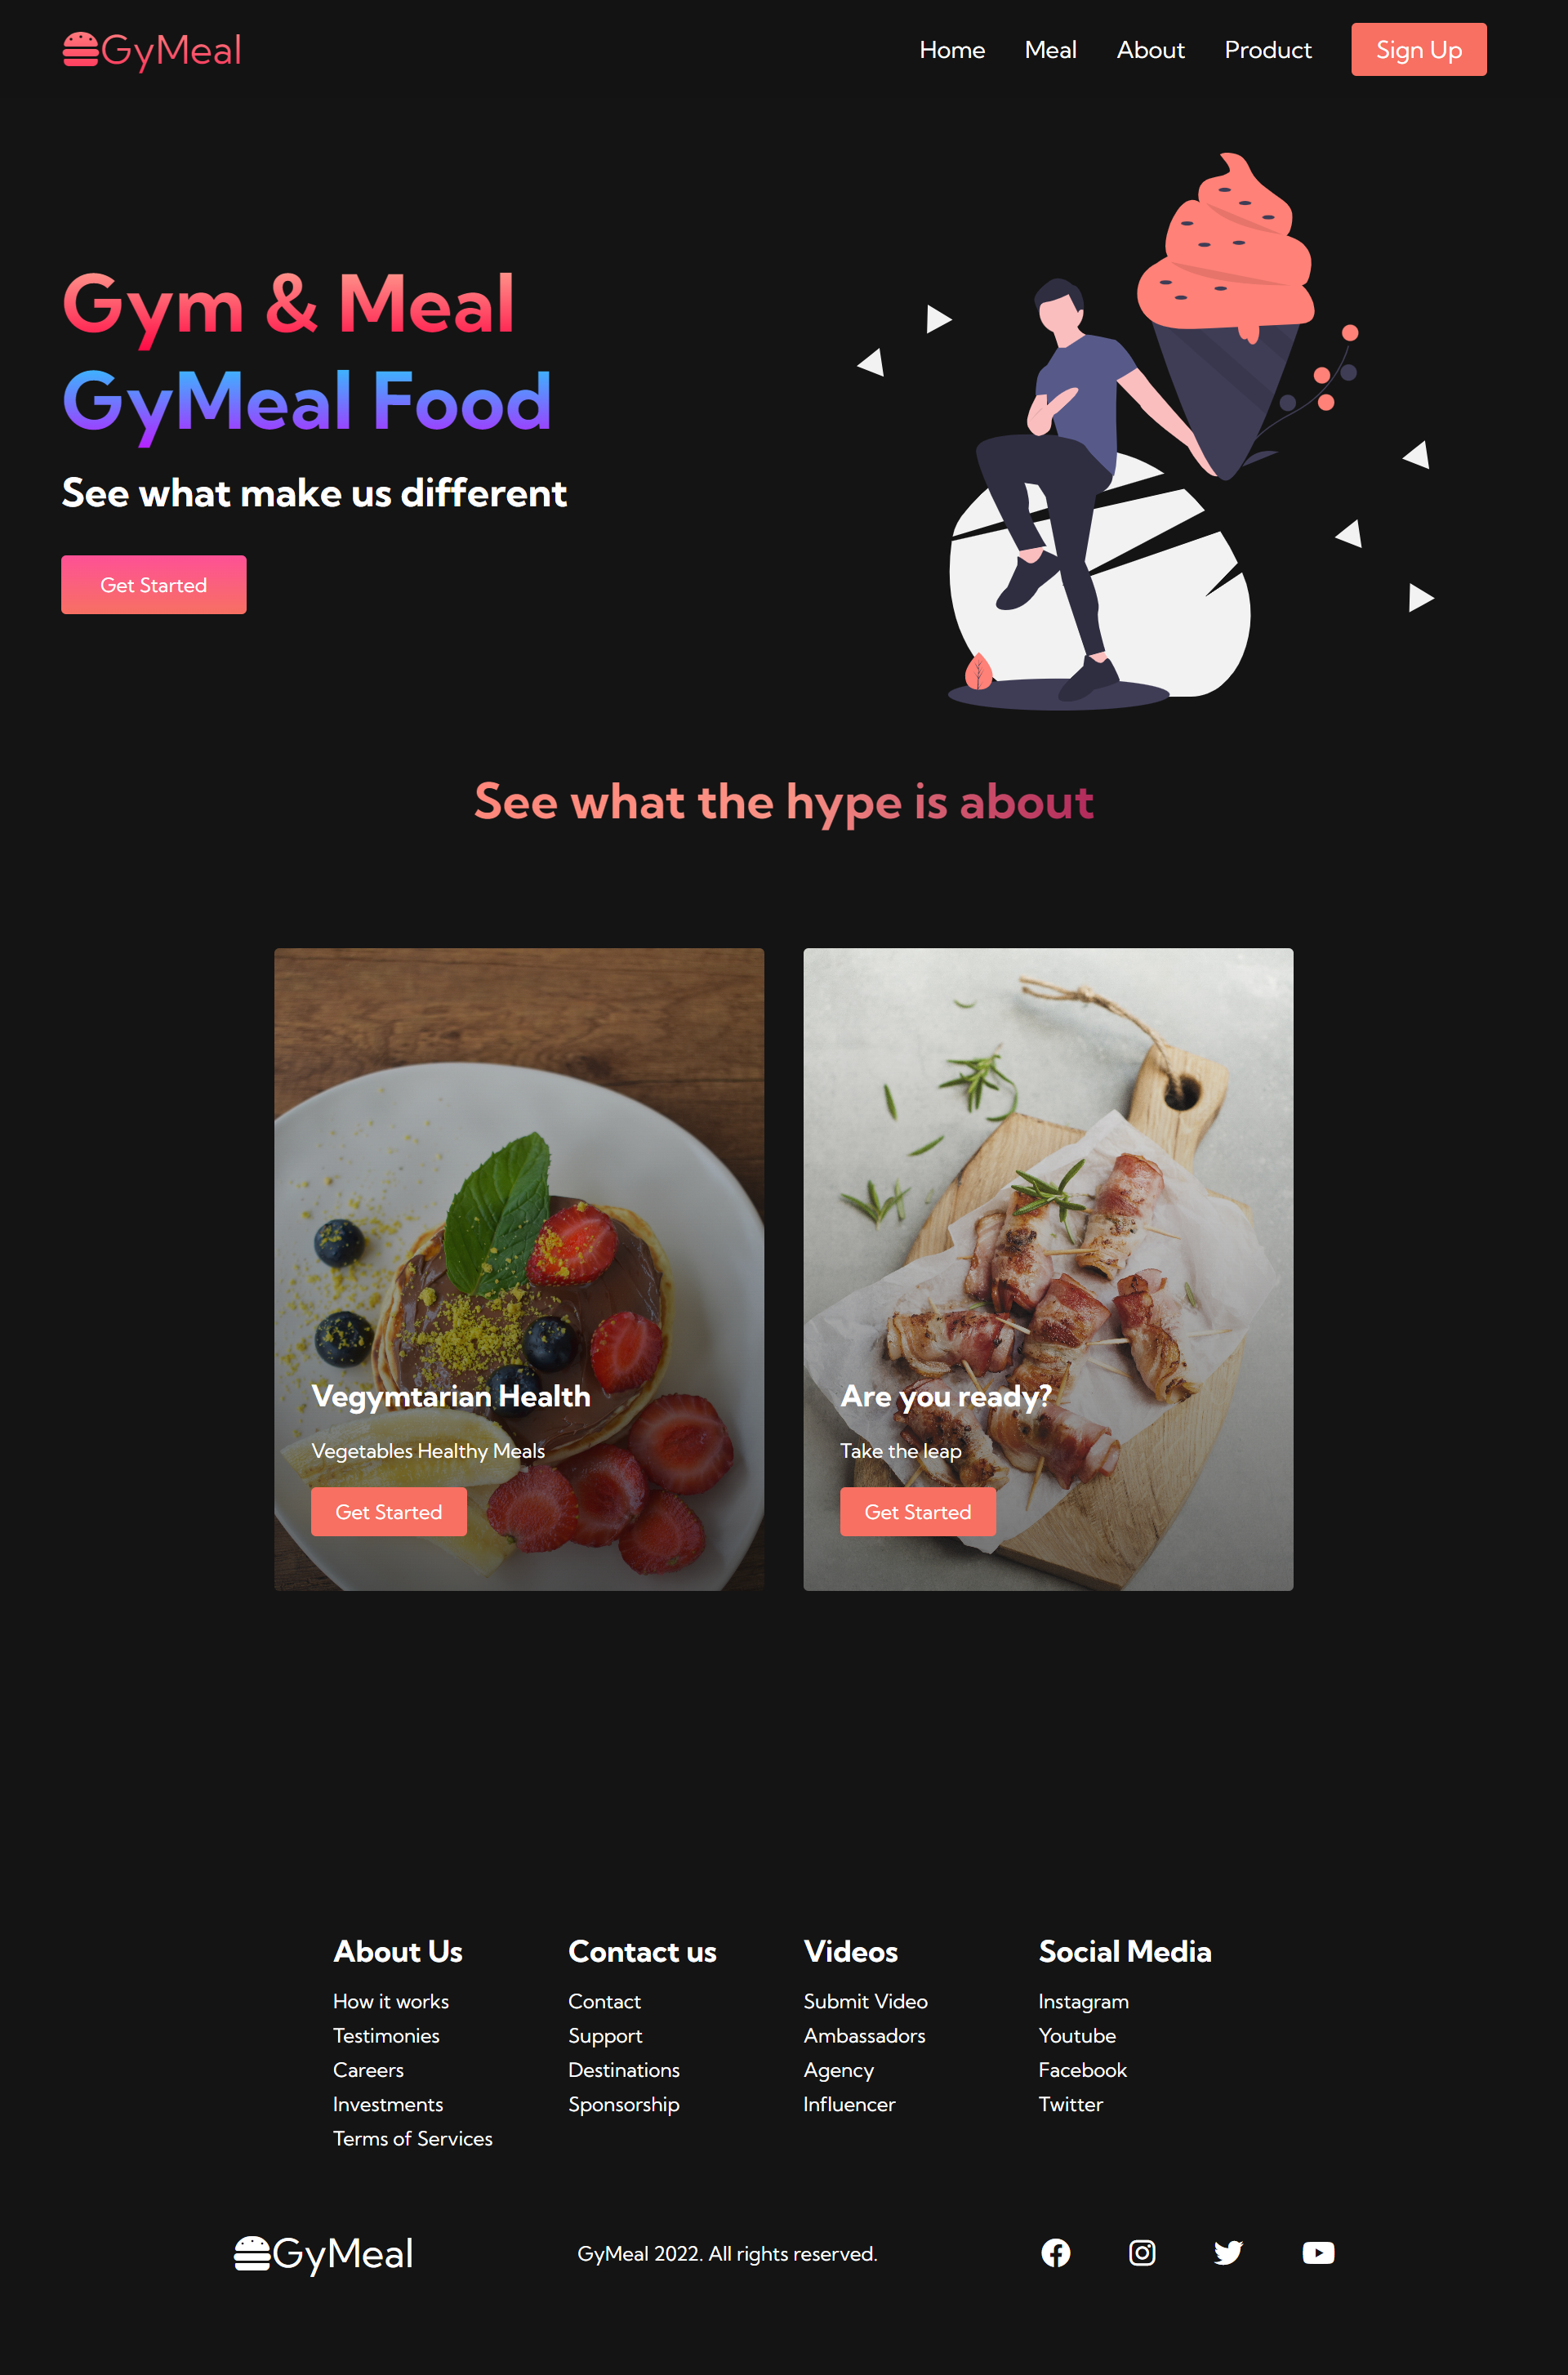 GyMeal
Home Meal About Product Sign Up
Gym & Meal
GyMeal Food
See what make us different
Get Started
See what the hype is about
Vegymtarian Health
Vegetables Healthy Meals
Get Started
Are you ready?
Take the leap
Get Started
About Us
How it works
Testimonies
Careers
Investments
Terms of Services
Contact us
Contact
Support
Destinations
Sponsorship
Videos
Submit Video
Ambassadors
Agency
Influencer
Social Media
Instagram
Youtube
Facebook
Twitter
GyMeal
GyMeal 2022. All rights reserved.